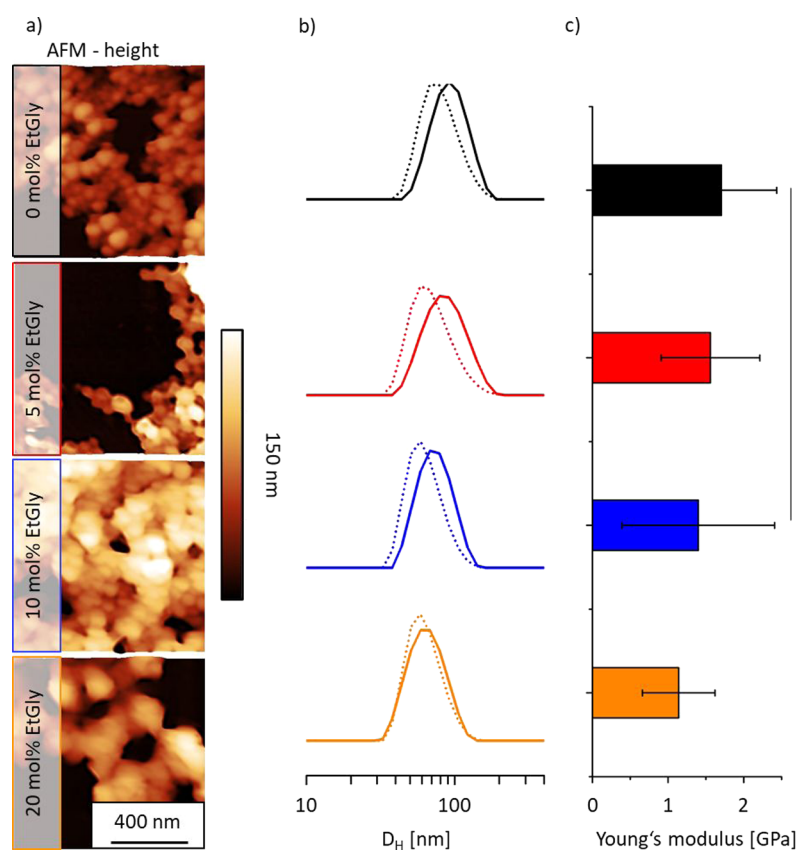 a)
AFM - height
0 mol% EtGly
5 mol% EtGly
10 mol% EtGly
20 mol% EtGly
400 nm
150 nm
b)
10 100
D_H [nm]
c)
0 1 2
Young‘s modulus [GPa]